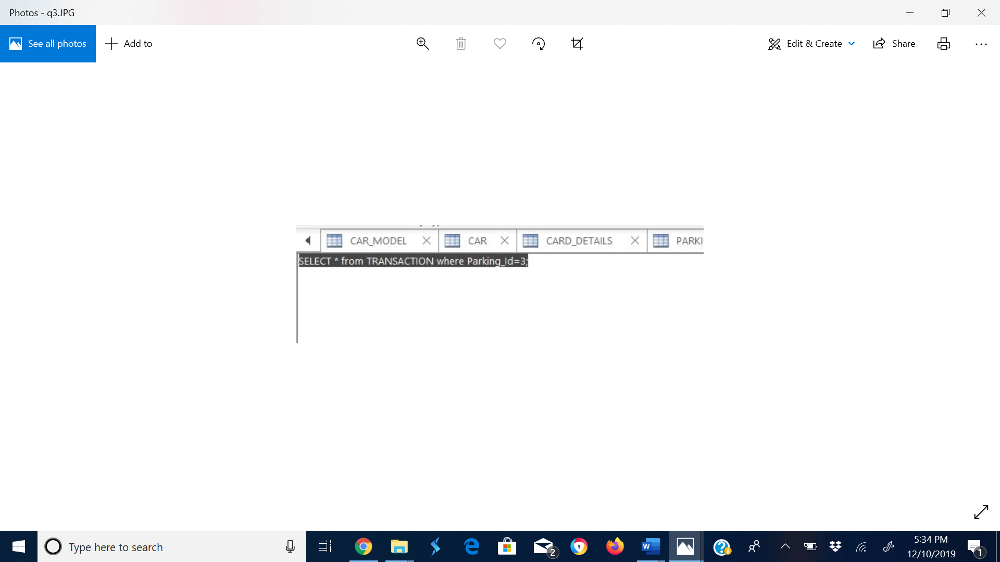 Photos - q3.JPG
See all photos
Add to
Edit & Create
Share
CAR_MODEL
CAR
CARD_DETAILS
PARKI
SELECT * from TRANSACTION where Parking_Id=3;
Type here to search
2
5:34 PM
12/10/2019
1